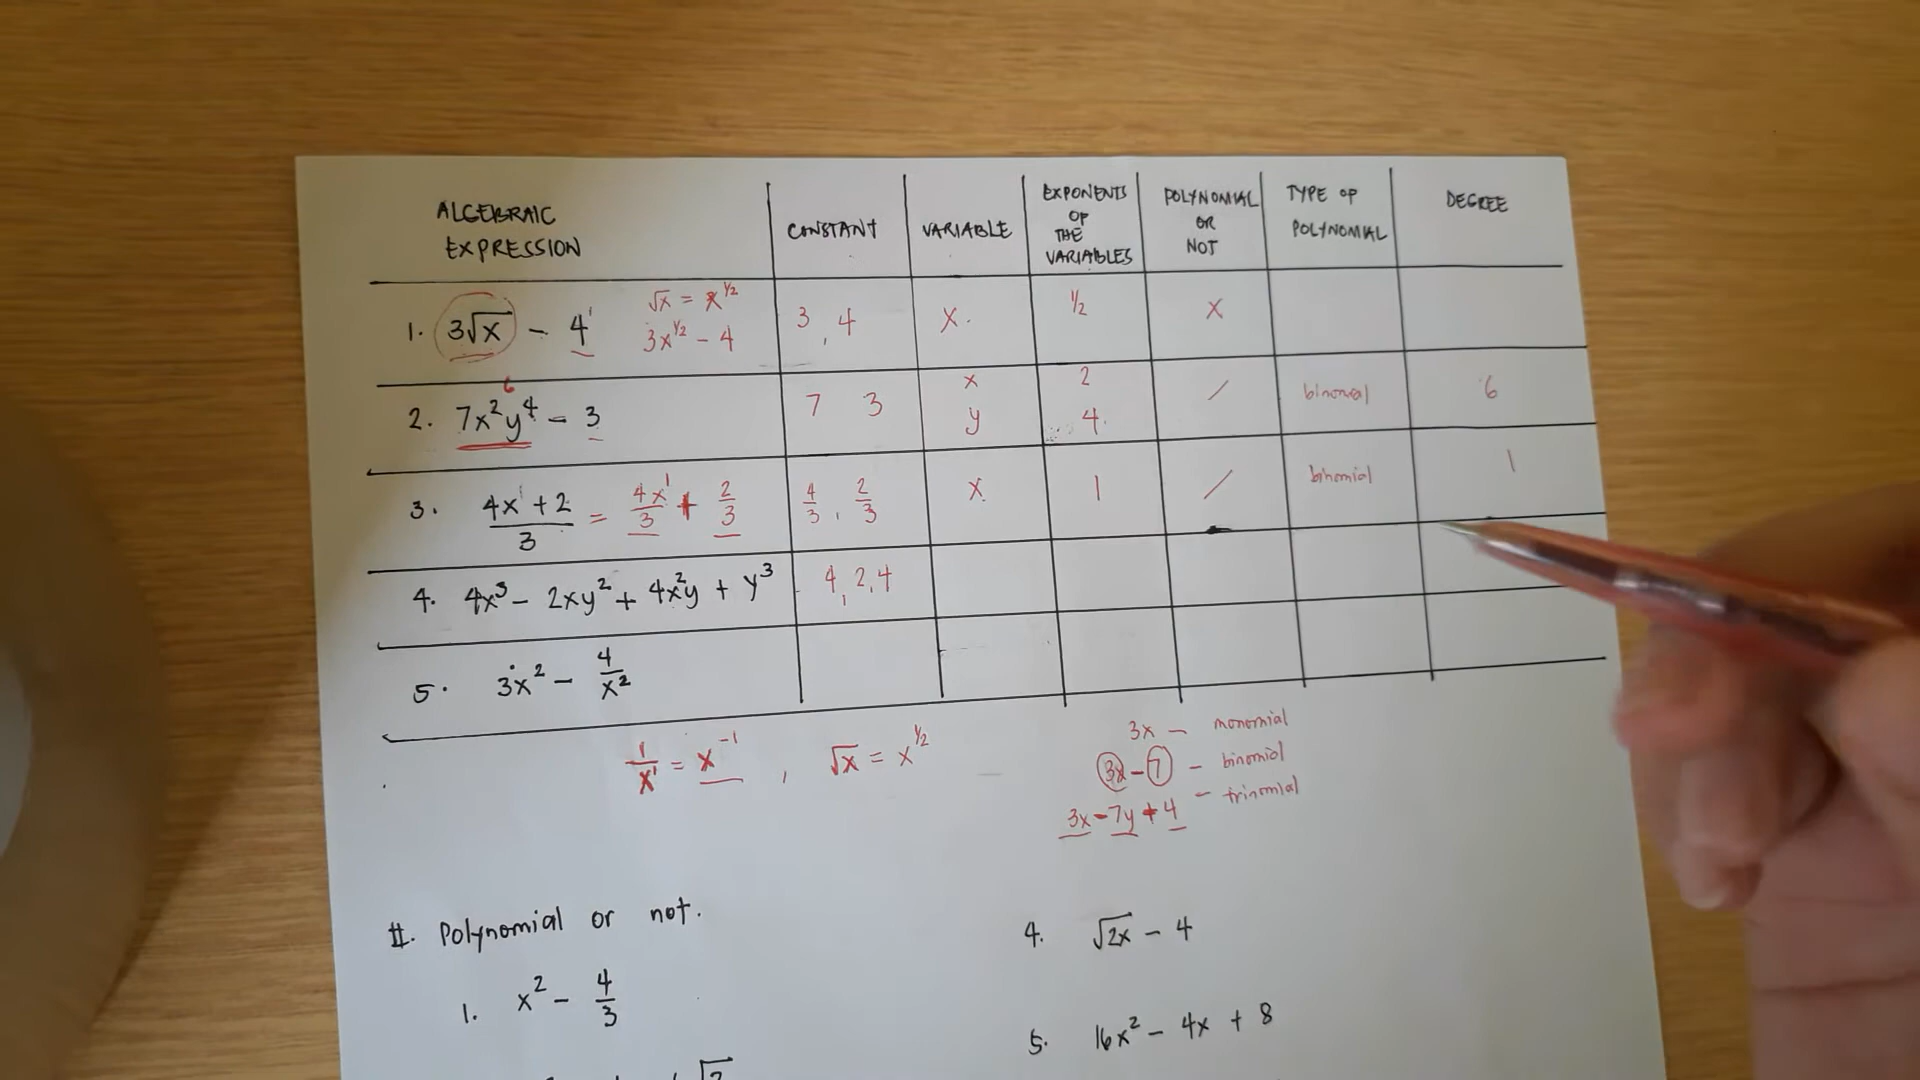 ALGEBRAIC EXPRESSION | CONSTANT | VARIABLE | EXPONENTS OF THE VARIABLES | POLYNOMIAL OR NOT | TYPE OF POLYNOMIAL | DEGREE
1. 3√x - 4 √x = x^1/2 3x^1/2 - 4 | 3, 4 | x. | 1/2 | x
2. 7x²y⁴ - 3 6 | 7 3 | x y | 2 4 | / | binomial | 6
3. (4x¹ + 2)/3 = 4x¹/3 + 2/3 | 4/3, 2/3 | x | 1 | / | binomial | 1
4. 4x³ - 2xy² + 4x²y + y³ | 4, 2, 4
5. 3x² - 4/x²
1/x¹ = x⁻¹ , √x = x^1/2
3x - monomial
3x - 7 - binomial
3x - 7y + 4 - trinomial
II. Polynomial or not.
1. x² - 4/3
4. √2x - 4
5. 16x² - 4x + 8